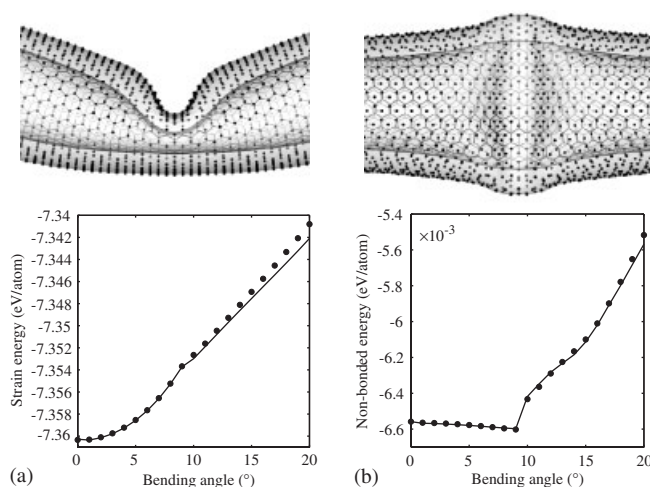 -7.34
-7.342
-7.344
-7.346
-7.348
-7.35
-7.352
-7.354
-7.356
-7.358
-7.36
Strain energy (eV/atom)
0 5 10 15 20
Bending angle (°)
(a)
-5.4
-5.6
-5.8
-6
-6.2
-6.4
-6.6
×10⁻³
Non-bonded energy (eV/atom)
0 5 10 15 20
Bending angle (°)
(b)